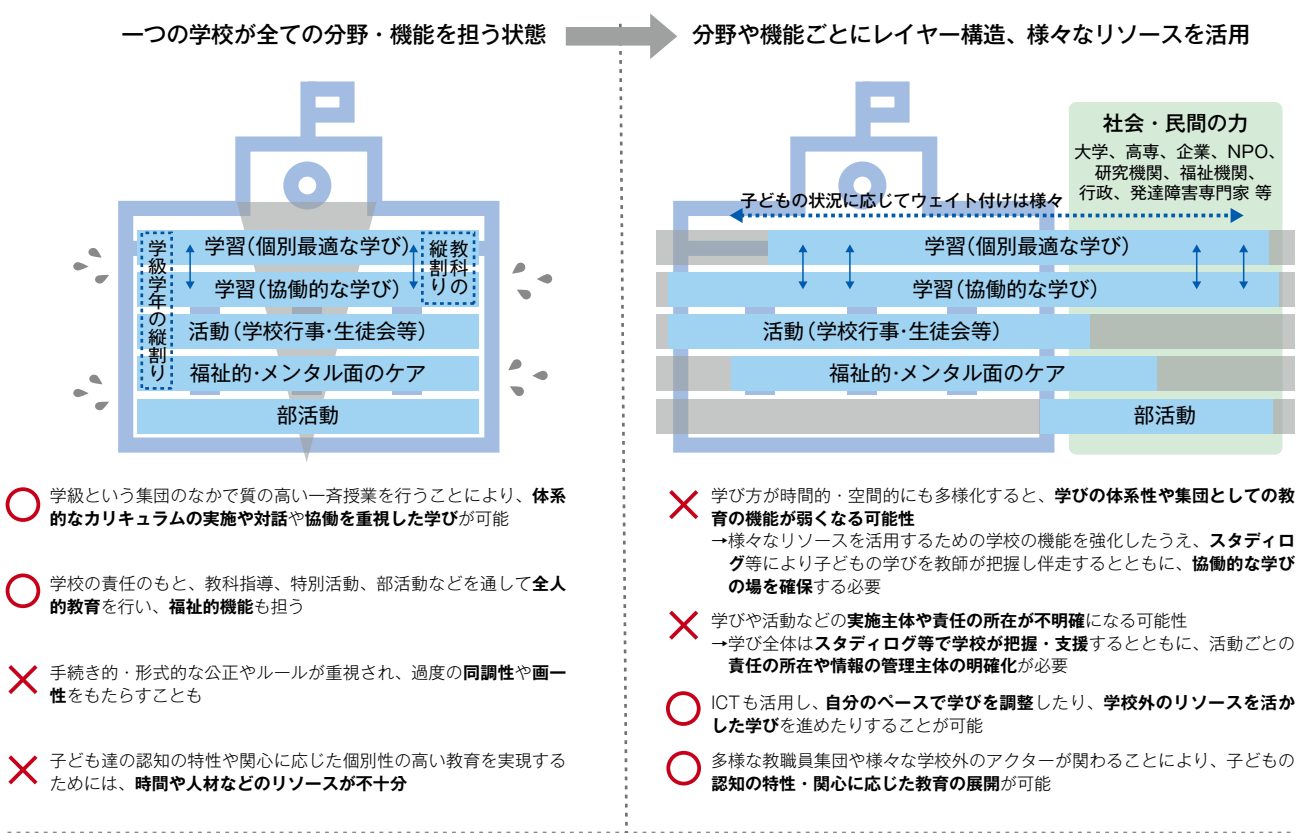 一つの学校が全ての分野・機能を担う状態
学級学年の縦割り
教科の
縦割り
学習（個別最適な学び）
学習（協働的な学び）
活動（学校行事・生徒会等）
福祉的・メンタル面のケア
部活動
○ 学級という集団のなかで質の高い一斉授業を行うことにより、体系
的なカリキュラムの実施や対話や協働を重視した学びが可能
○ 学校の責任のもと、教科指導、特別活動、部活動などを通して全人
的教育を行い、福祉的機能も担う
× 手続き的・形式的な公正やルールが重視され、過度の同調性や画一
性をもたらすことも
× 子ども達の認知の特性や関心に応じた個別性の高い教育を実現する
ためには、時間や人材などのリソースが不十分
分野や機能ごとにレイヤー構造、様々なリソースを活用
社会・民間の力
大学、高専、企業、NPO、
研究機関、福祉機関、
行政、発達障害専門家 等
子どもの状況に応じてウェイト付けは様々
学習（個別最適な学び）
学習（協働的な学び）
活動（学校行事・生徒会等）
福祉的・メンタル面のケア
部活動
× 学び方が時間的・空間的にも多様化すると、学びの体系性や集団としての教
育の機能が弱くなる可能性
→様々なリソースを活用するための学校の機能を強化したうえ、スタディロ
グ等により子どもの学びを教師が把握し伴走するとともに、協働的な学び
の場を確保する必要
× 学びや活動などの実施主体や責任の所在が不明確になる可能性
→学び全体はスタディログ等で学校が把握・支援するとともに、活動ごとの
責任の所在や情報の管理主体の明確化が必要
○ ICTも活用し、自分のペースで学びを調整したり、学校外のリソースを活か
した学びを進めたりすることが可能
○ 多様な教職員集団や様々な学校外のアクターが関わることにより、子どもの
認知の特性・関心に応じた教育の展開が可能